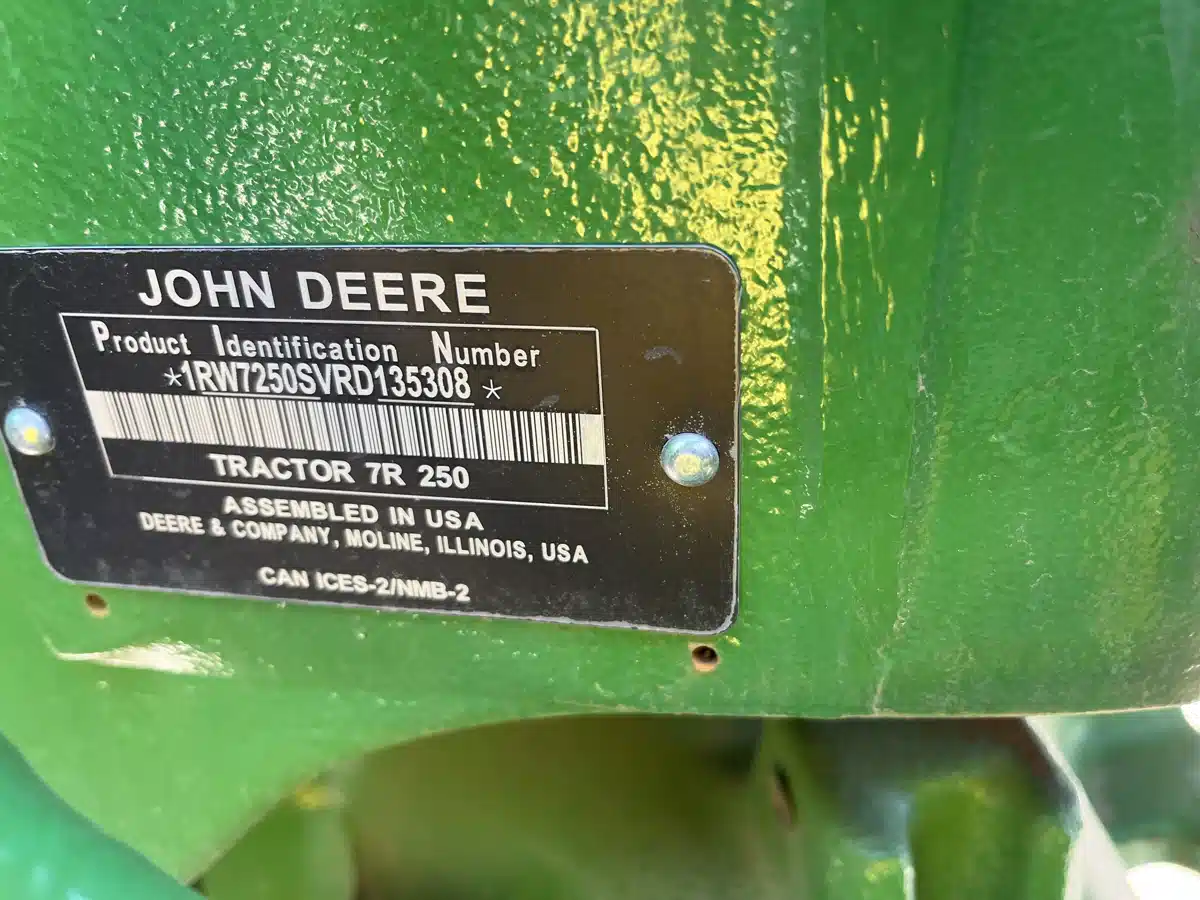 JOHN DEERE
Product Identification Number
*1RW7250SVRD135308*
TRACTOR 7R 250
ASSEMBLED IN USA
DEERE & COMPANY, MOLINE, ILLINOIS, USA
CAN ICES-2/NMB-2